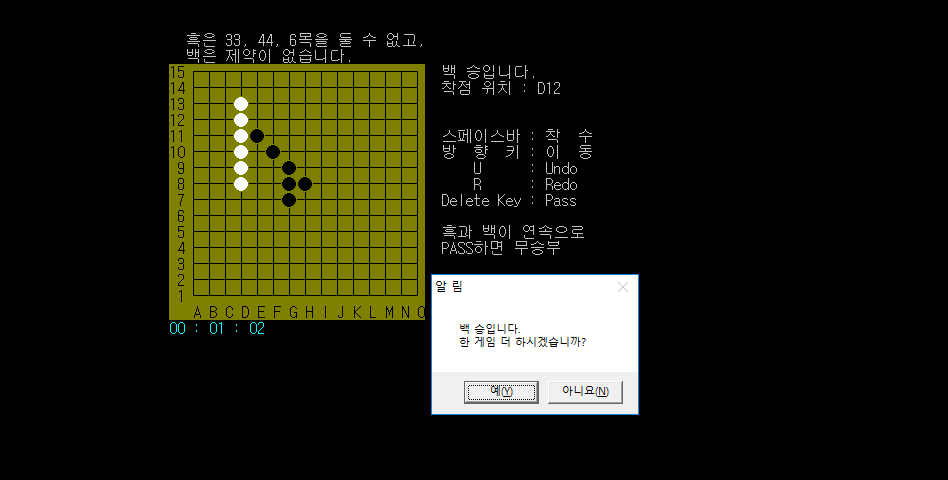 흑은 33, 44, 6목을 둘 수 없고,
백은 제약이 없습니다.
15
14
13
12
11
10
9
8
7
6
5
4
3
2
1
A B C D E F G H I J K L M N O
00 : 01 : 02
백 승입니다.
착점 위치 : D12
스페이스바 : 착 수
방 향 키 : 이 동
U : Undo
R : Redo
Delete Key : Pass
흑과 백이 연속으로
PASS하면 무승부
알 림
백 승입니다.
한 게임 더 하시겠습니까?
예(Y)
아니요(N)